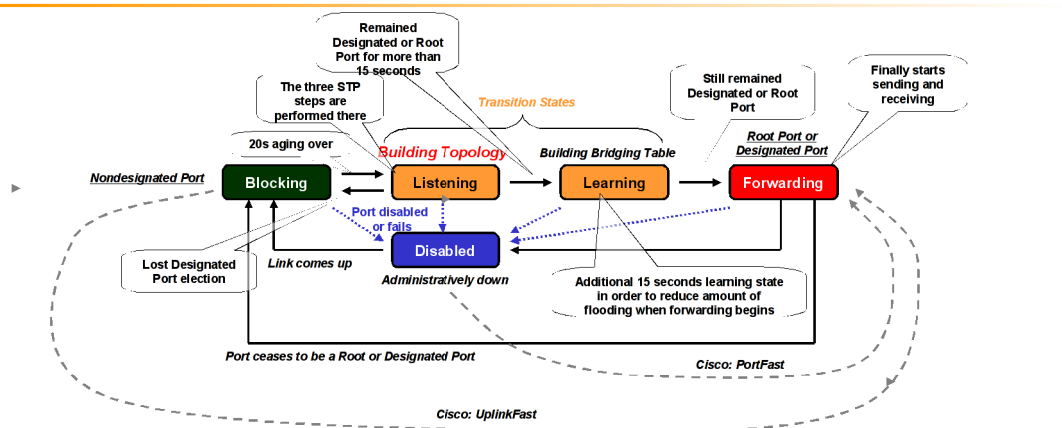 Remained
Designated or Root
Port for more than
15 seconds
The three STP
steps are
performed there
Transition States
Still remained
Designated or Root
Port
Finally starts
sending and
receiving
20s aging over
Building Topology
Building Bridging Table
Root Port or
Designated Port
Nondesignated Port
Blocking
Listening
Learning
Forwarding
Port disabled
or fails
Disabled
Lost Designated
Port election
Link comes up
Administratively down
Additional 15 seconds learning state
in order to reduce amount of
flooding when forwarding begins
Port ceases to be a Root or Designated Port
Cisco: PortFast
Cisco: UplinkFast